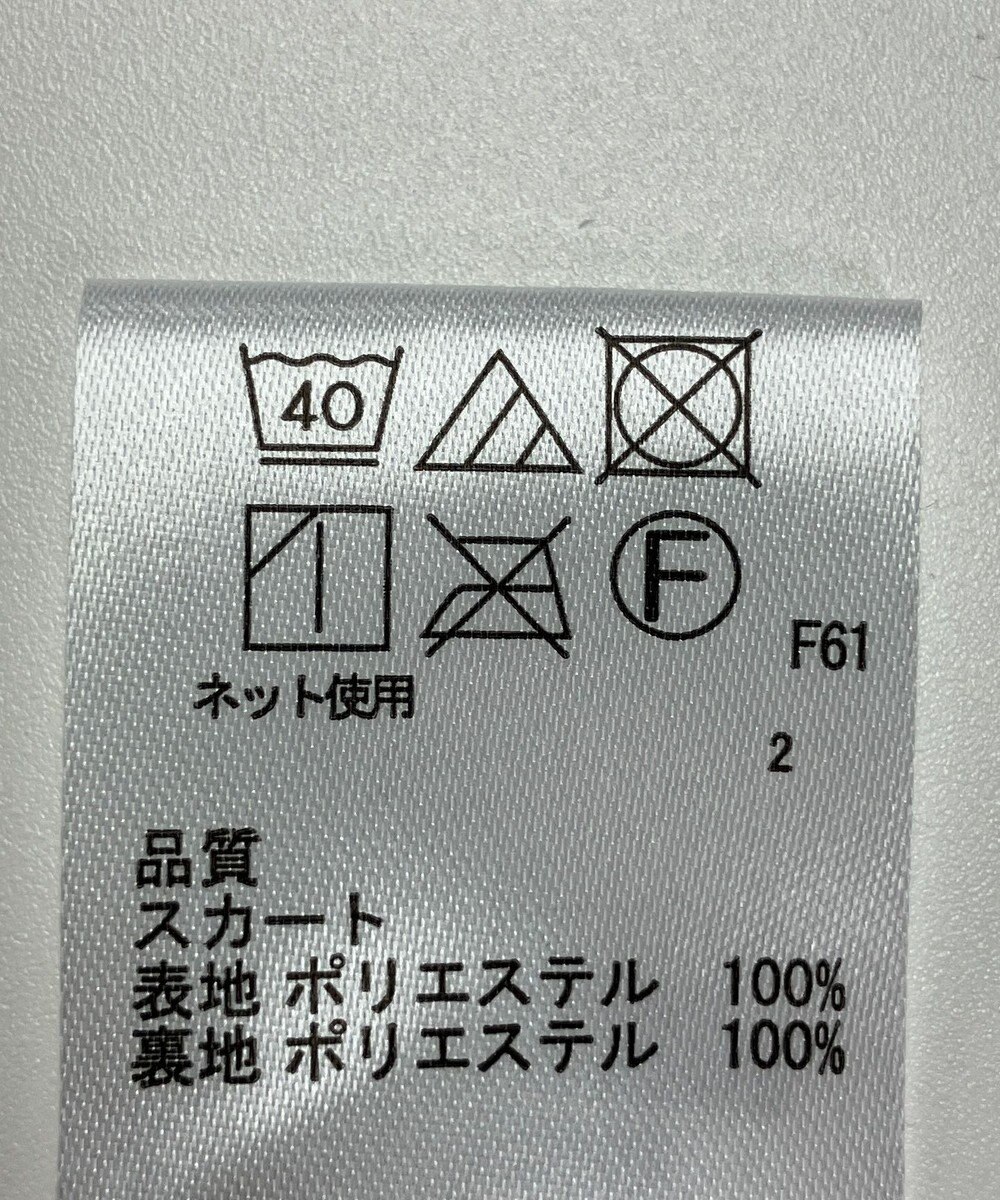 40
F
F61
ネット使用
2
品質
スカート
表地 ポリエステル 100%
裏地 ポリエステル 100%